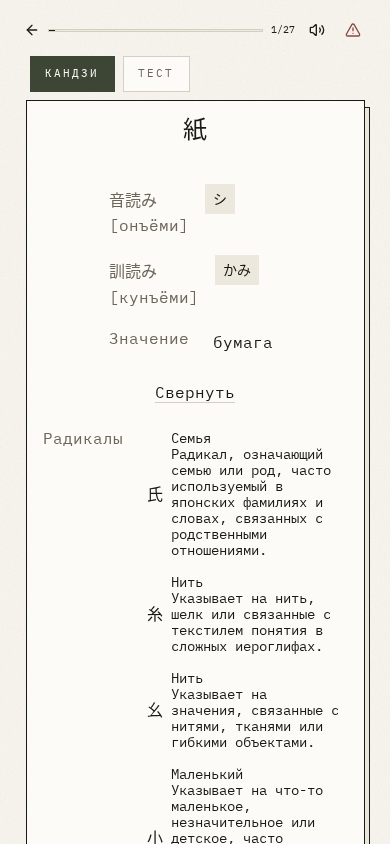 1/27
КАНДЗИ
ТЕСТ
紙
音読み
[онъёми]
シ
訓読み
[кунъёми]
かみ
Значение
бумага
Свернуть
Радикалы
氏
Семья
Радикал, означающий
семью или род, часто
используемый в
японских фамилиях и
словах, связанных с
родственными
отношениями.
糸
Нить
Указывает на нить,
шелк или связанные с
текстилем понятия в
сложных иероглифах.
幺
Нить
Указывает на
значения, связанные с
нитями, тканями или
гибкими объектами.
小
Маленький
Указывает на что-то
маленькое,
незначительное или
детское, часто